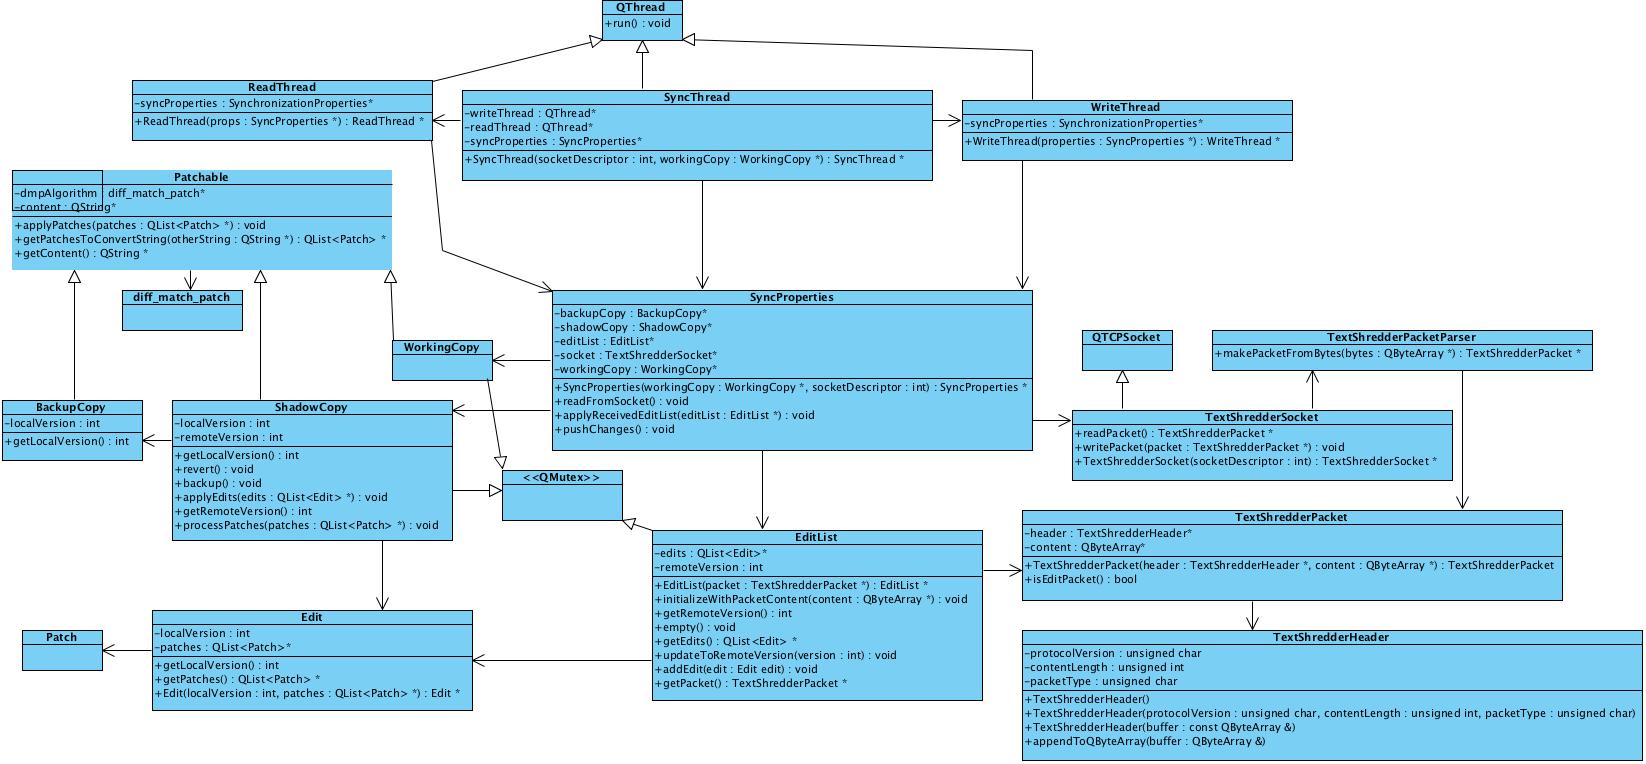 QThread
+run() : void
ReadThread
-syncProperties : SynchronizationProperties*
+ReadThread(props : SyncProperties *) : ReadThread *
SyncThread
-writeThread : QThread*
-readThread : QThread*
-syncProperties : SyncProperties*
+SyncThread(socketDescriptor : int, workingCopy : WorkingCopy *) : SyncThread *
WriteThread
-syncProperties : SynchronizationProperties*
+WriteThread(properties : SyncProperties *) : WriteThread *
Patchable
-dmpAlgorithm : diff_match_patch*
-content : QString*
+applyPatches(patches : QList<Patch> *) : void
+getPatchesToConvertString(otherString : QString *) : QList<Patch> *
+getContent() : QString *
diff_match_patch
WorkingCopy
SyncProperties
-backupCopy : BackupCopy*
-shadowCopy : ShadowCopy*
-editList : EditList*
-socket : TextShredderSocket*
-workingCopy : WorkingCopy*
+SyncProperties(workingCopy : WorkingCopy *, socketDescriptor : int) : SyncProperties *
+readFromSocket() : void
+applyReceivedEditList(editList : EditList *) : void
+pushChanges() : void
QTCPSocket
TextShredderPacketParser
+makePacketFromBytes(bytes : QByteArray *) : TextShredderPacket *
BackupCopy
-localVersion : int
+getLocalVersion() : int
ShadowCopy
-localVersion : int
-remoteVersion : int
+getLocalVersion() : int
+revert() : void
+backup() : void
+applyEdits(edits : QList<Edit> *) : void
+getRemoteVersion() : int
+processPatches(patches : QList<Patch> *) : void
TextShredderSocket
+readPacket() : TextShredderPacket *
+writePacket(packet : TextShredderPacket *) : void
+TextShredderSocket(socketDescriptor : int) : TextShredderSocket *
<<QMutex>>
TextShredderPacket
-header : TextShredderHeader*
-content : QByteArray*
+TextShredderPacket(header : TextShredderHeader *, content : QByteArray *) : TextShredderPacket
+isEditPacket() : bool
EditList
-edits : QList<Edit>*
-remoteVersion : int
+EditList(packet : TextShredderPacket *) : EditList *
+initializeWithPacketContent(content : QByteArray *) : void
+getRemoteVersion() : int
+empty() : void
+getEdits() : QList<Edit> *
+updateToRemoteVersion(version : int) : void
+addEdit(edit : Edit edit) : void
+getPacket() : TextShredderPacket *
Edit
-localVersion : int
-patches : QList<Patch>*
+getLocalVersion() : int
+getPatches() : QList<Patch> *
+Edit(localVersion : int, patches : QList<Patch> *) : Edit *
Patch
TextShredderHeader
-protocolVersion : unsigned char
-contentLength : unsigned int
-packetType : unsigned char
+TextShredderHeader()
+TextShredderHeader(protocolVersion : unsigned char, contentLength : unsigned int, packetType : unsigned char)
+TextShredderHeader(buffer : const QByteArray &)
+appendToQByteArray(buffer : QByteArray &)